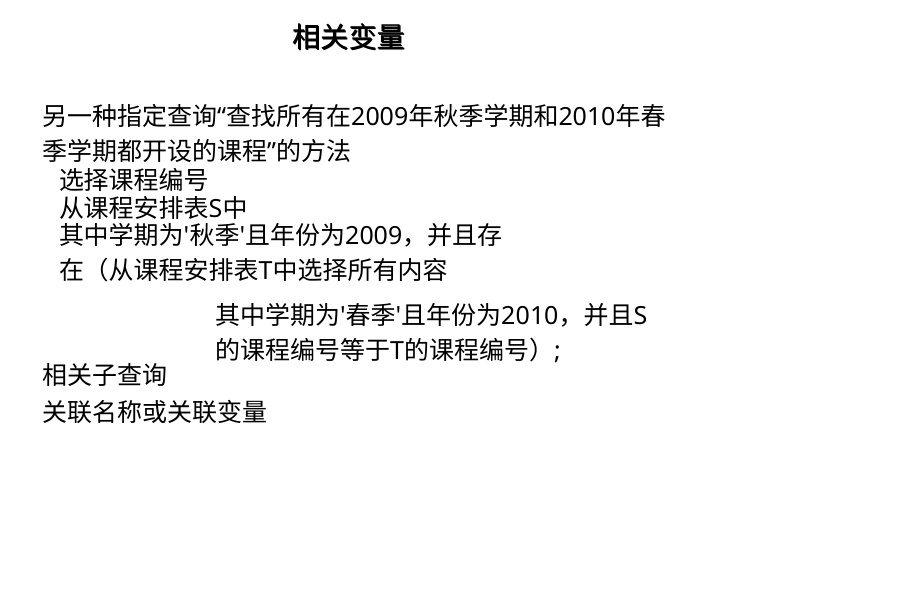 相关变量
另一种指定查询“查找所有在2009年秋季学期和2010年春
季学期都开设的课程”的方法
选择课程编号
从课程安排表S中
其中学期为'秋季'且年份为2009，并且存
在（从课程安排表T中选择所有内容
其中学期为'春季'且年份为2010，并且S
的课程编号等于T的课程编号）;
相关子查询
关联名称或关联变量